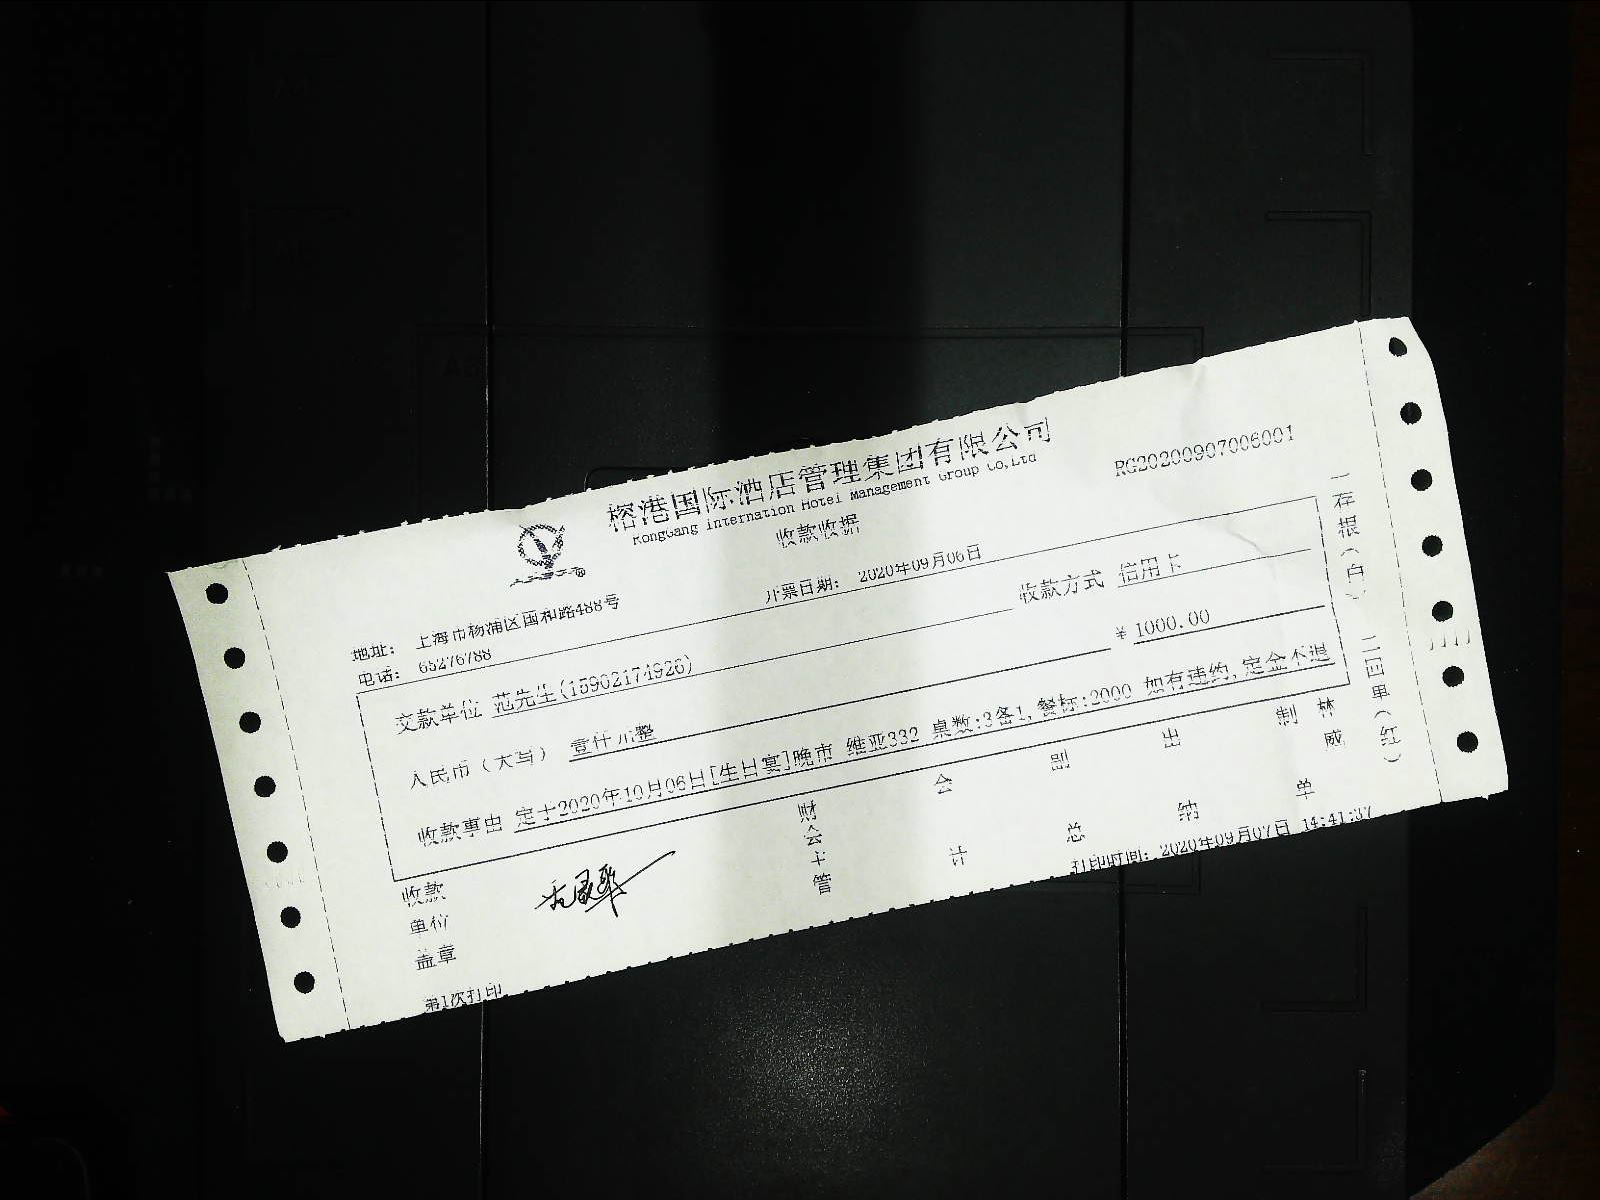 榕港国际酒店管理集团有限公司
RongGang Internation Hotel Management Group Co,Ltd
RG20200907006001
收款收据
地址： 上海市杨浦区国和路488号
电话： 65276788
开票日期： 2020年09月06日
交款单位 范先生(15902174926)
收款方式 信用卡
人民币（大写） 壹仟元整
￥ 1000.00
收款事由 定于2020年10月06日[生日宴]晚市 维亚332 桌数:3备1,餐标:2000 如有违约,定金不退
收款单位盖章
财会主管
会计
副总
出纳
制单
林威
一存根(白) 二回单(红)
第1次打印
打印时间： 2020年09月07日 14:41:37